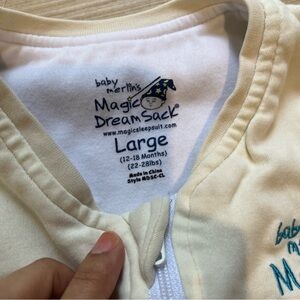 baby
merlin's
Magic
DreamSack®
www.magicsleepsuit.com
Large
(12-18 Months)
(22-28lbs)
Made in China
Style MDSC-CL
baby
M